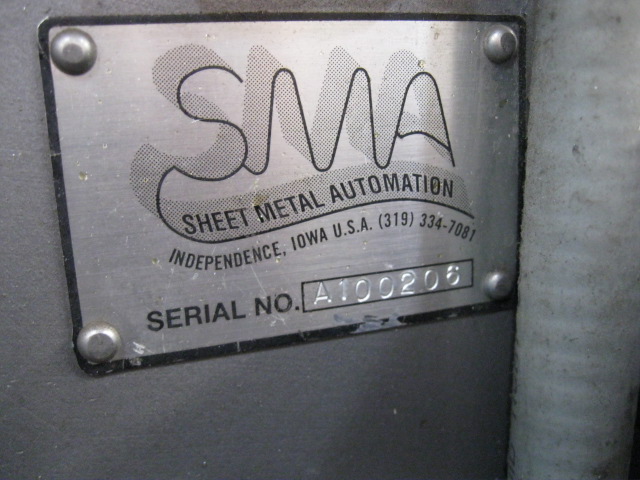 SMA
SHEET METAL AUTOMATION
INDEPENDENCE, IOWA U.S.A. (319) 334-7081
SERIAL NO. A100206